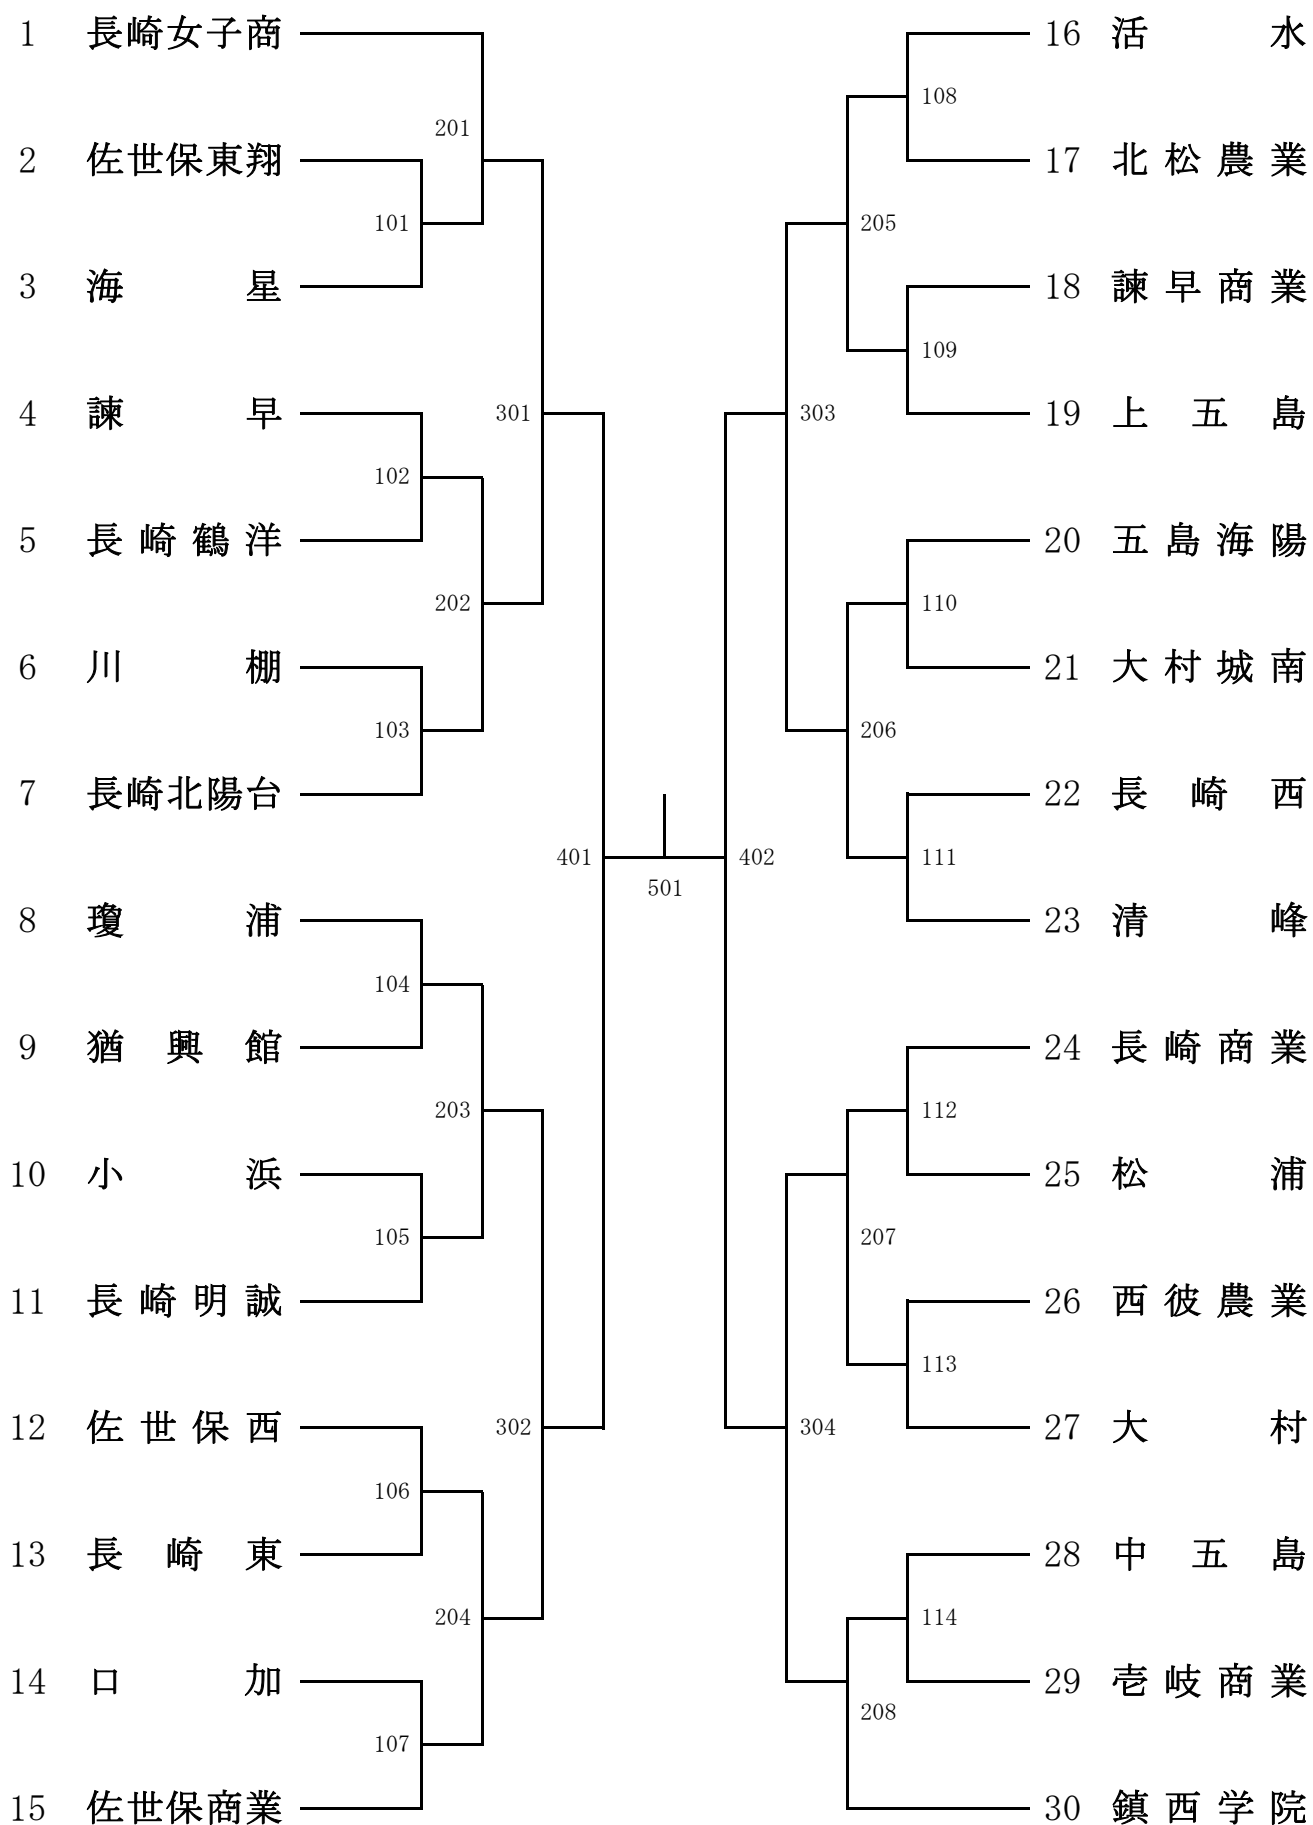 1 長崎女子商
201
2 佐世保東翔
101
3 海星
4 諫早
301
102
5 長崎鶴洋
202
6 川棚
103
7 長崎北陽台
401
8 瓊浦
104
9 猶興館
203
10 小浜
105
11 長崎明誠
12 佐世保西
302
106
13 長崎東
204
14 口加
107
15 佐世保商業
501
16 活水
108
17 北松農業
205
18 諫早商業
109
19 上五島
303
20 五島海陽
110
21 大村城南
206
22 長崎西
402
111
23 清峰
24 長崎商業
112
25 松浦
207
26 西彼農業
113
27 大村
304
28 中五島
114
29 壱岐商業
208
30 鎮西学院